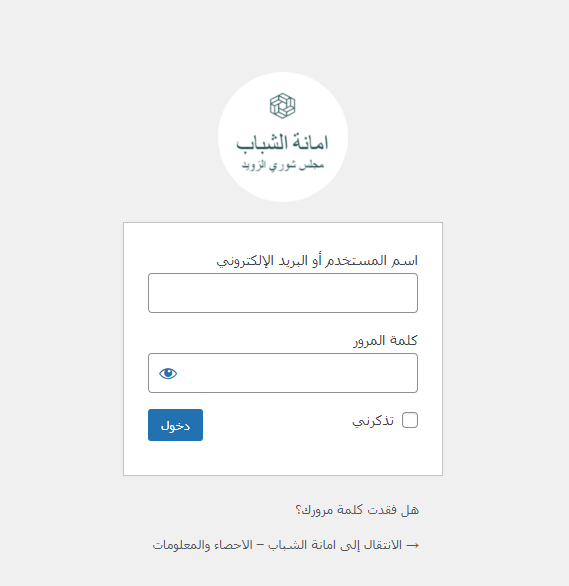 امانة الشباب
مجلس شوري الزويد
اسم المستخدم أو البريد الإلكتروني
كلمة المرور
تذكرني
دخول
هل فقدت كلمة مرورك؟
→ الانتقال إلى امانة الشباب – الاحصاء والمعلومات